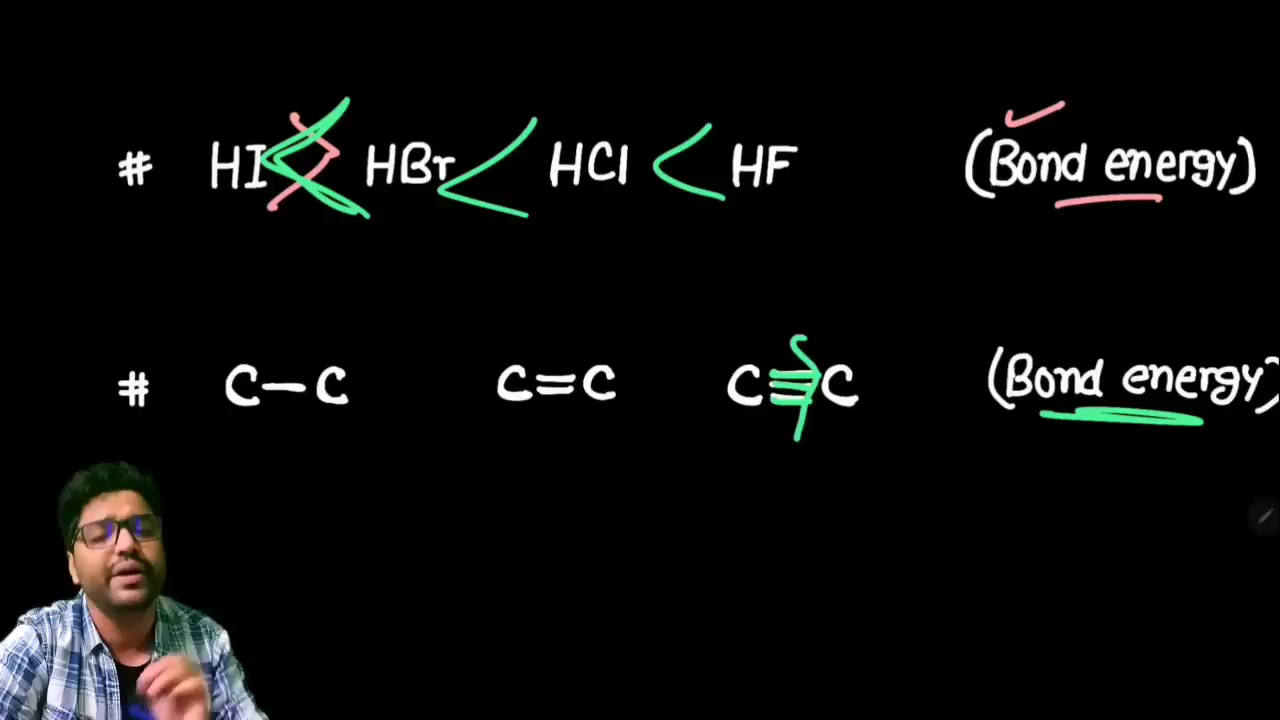 # HI < HBr < HCl < HF (Bond energy)
# C−C C=C C≡C (Bond energy)